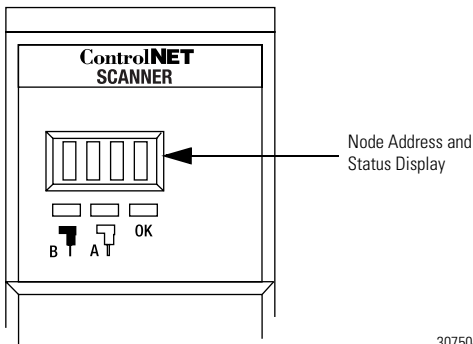 ControlNET
SCANNER
Node Address and
Status Display
B A OK
30750